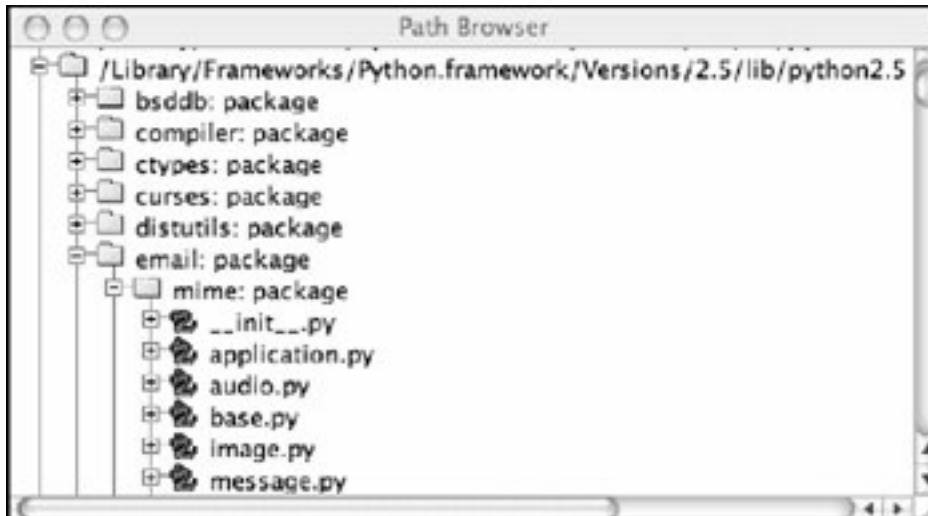 Path Browser
/Library/Frameworks/Python.framework/Versions/2.5/lib/python2.5
bsddb: package
compiler: package
ctypes: package
curses: package
distutils: package
email: package
mime: package
__init__.py
application.py
audio.py
base.py
image.py
message.py